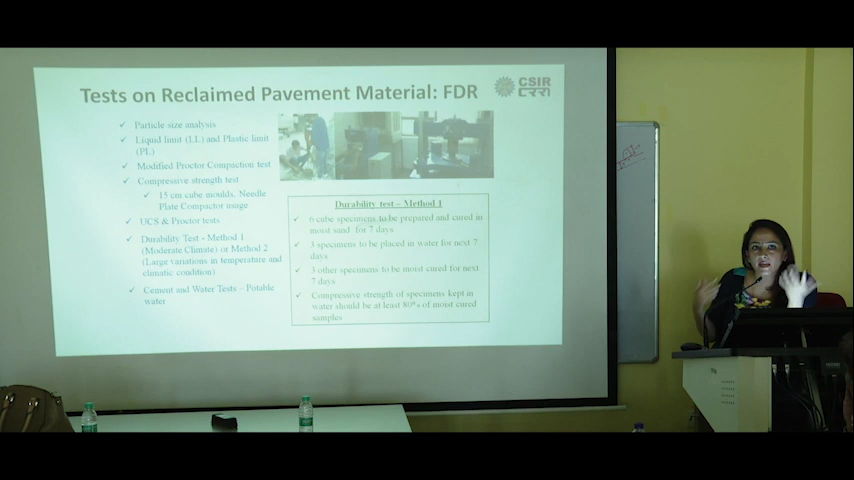 Tests on Reclaimed Pavement Material: FDR
CSIR
✓ Particle size analysis
✓ Liquid limit (LL) and Plastic limit
(PL)
✓ Modified Proctor Compaction test
✓ Compressive strength test
✓ 15 cm cube moulds, Needle
Plate Compactor usage
✓ UCS & Proctor tests
✓ Durability Test - Method 1
(Moderate Climate) or Method 2
(Large variations in temperature and
climatic condition)
✓ Cement and Water Tests – Potable
water
Durability test – Method 1
✓ 6 cube specimens to be prepared and cured in
moist sand for 7 days
✓ 3 specimens to be placed in water for next 7
days
✓ 3 other specimens to be moist cured for next
7 days
✓ Compressive strength of specimens kept in
water should be at least 80% of moist cured
samples